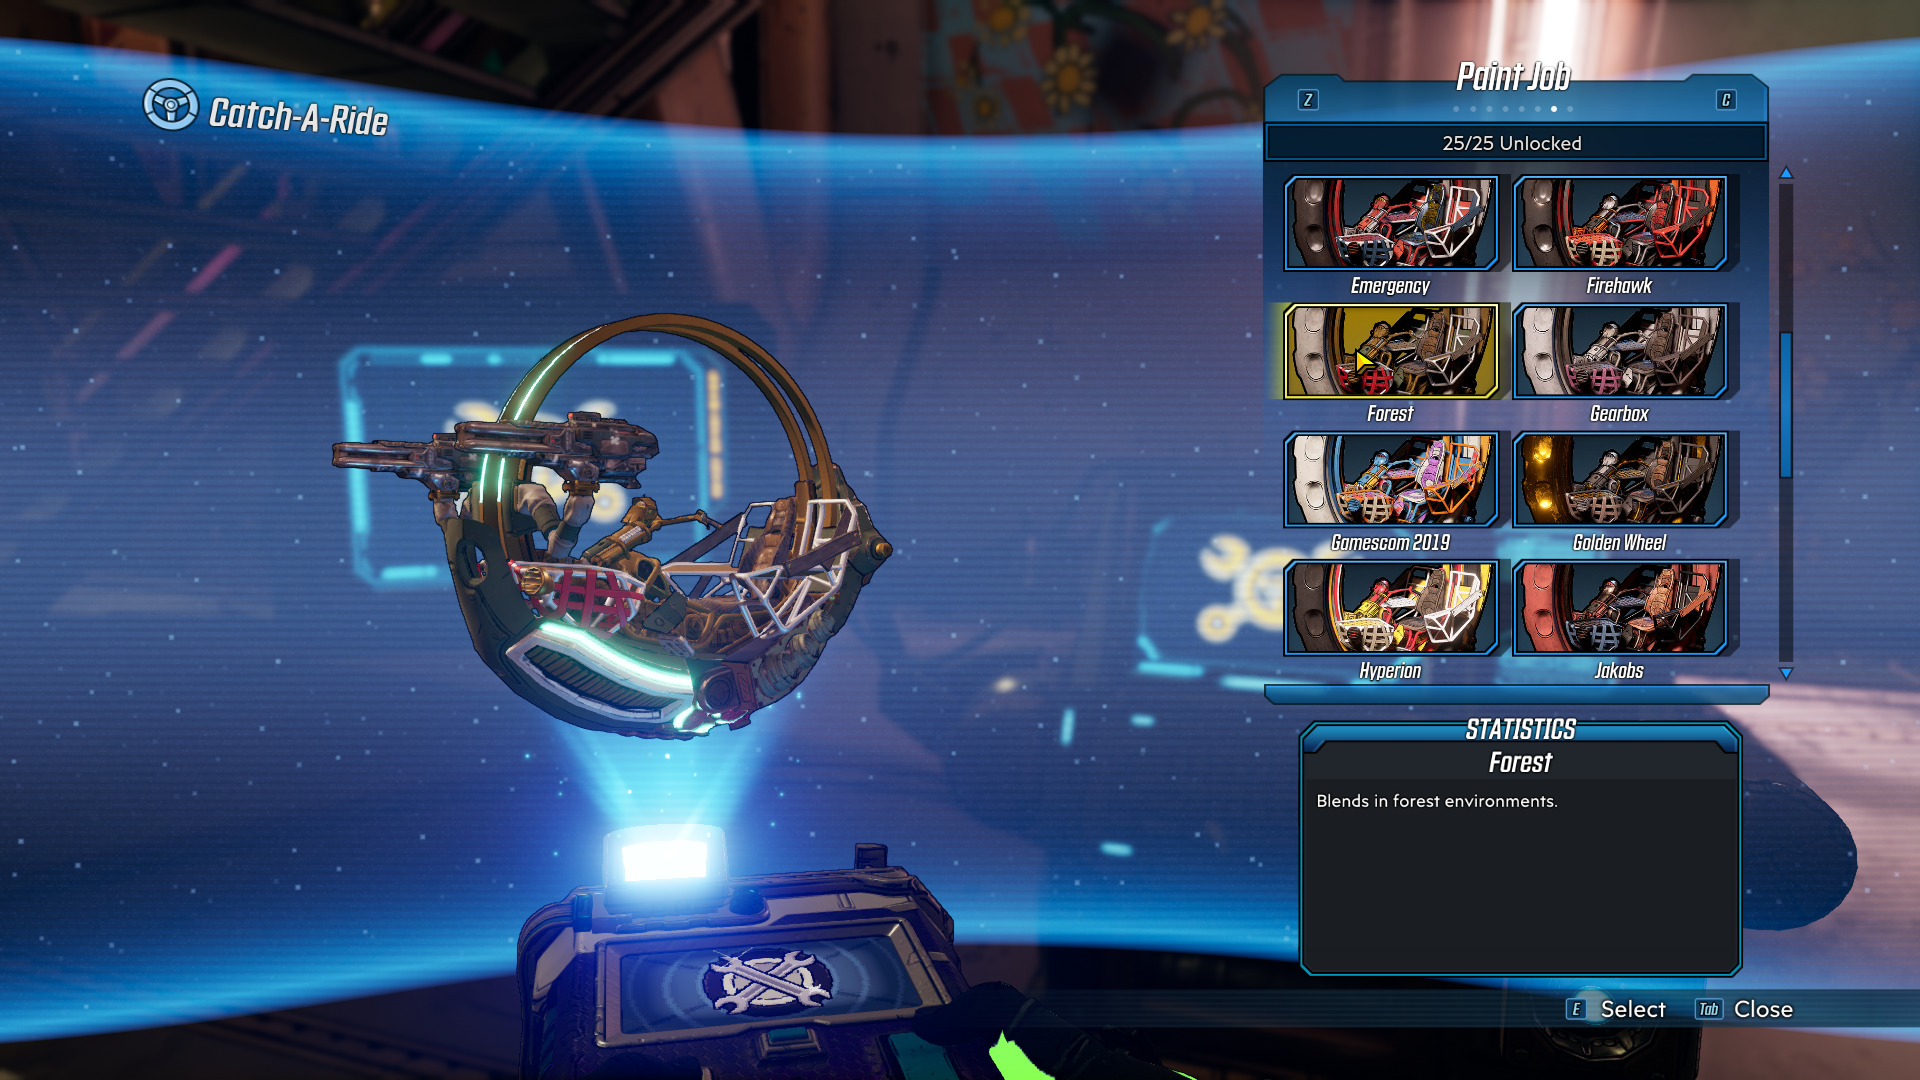 Catch-A-Ride
Paint Job
Z
C
25/25 Unlocked
Emergency
Firehawk
Forest
Gearbox
Gamescom 2019
Golden Wheel
Hyperion
Jakobs
STATISTICS
Forest
Blends in forest environments.
E Select Tab Close